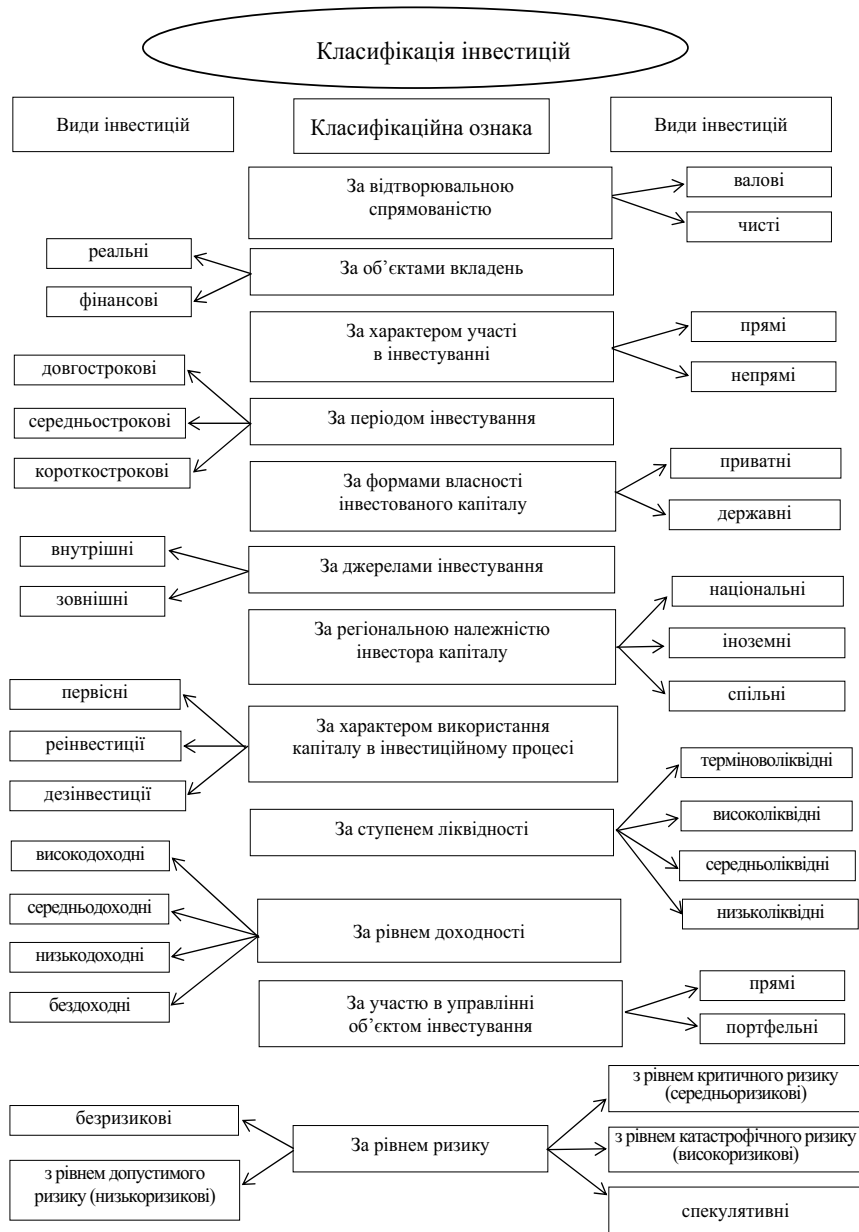 Класифікація інвестицій
Види інвестицій
Класифікаційна ознака
Види інвестицій
За відтворювальною
спрямованістю
валові
чисті
реальні
фінансові
За об’єктами вкладень
За характером участі
в інвестуванні
прямі
непрямі
довгострокові
середньострокові
короткострокові
За періодом інвестування
За формами власності
інвестованого капіталу
приватні
державні
внутрішні
зовнішні
За джерелами інвестування
За регіональною належністю
інвестора капіталу
національні
іноземні
спільні
первісні
реінвестиції
дезінвестиції
За характером використання
капіталу в інвестиційному процесі
За ступенем ліквідності
терміноволіквідні
високоліквідні
середньоліквідні
низьколіквідні
високодоходні
середньодоходні
низькодоходні
бездоходні
За рівнем доходності
За участю в управлінні
об’єктом інвестування
прямі
портфельні
безризикові
з рівнем допустимого
ризику (низькоризикові)
За рівнем ризику
з рівнем критичного ризику
(середньоризикові)
з рівнем катастрофічного ризику
(високоризикові)
спекулятивні